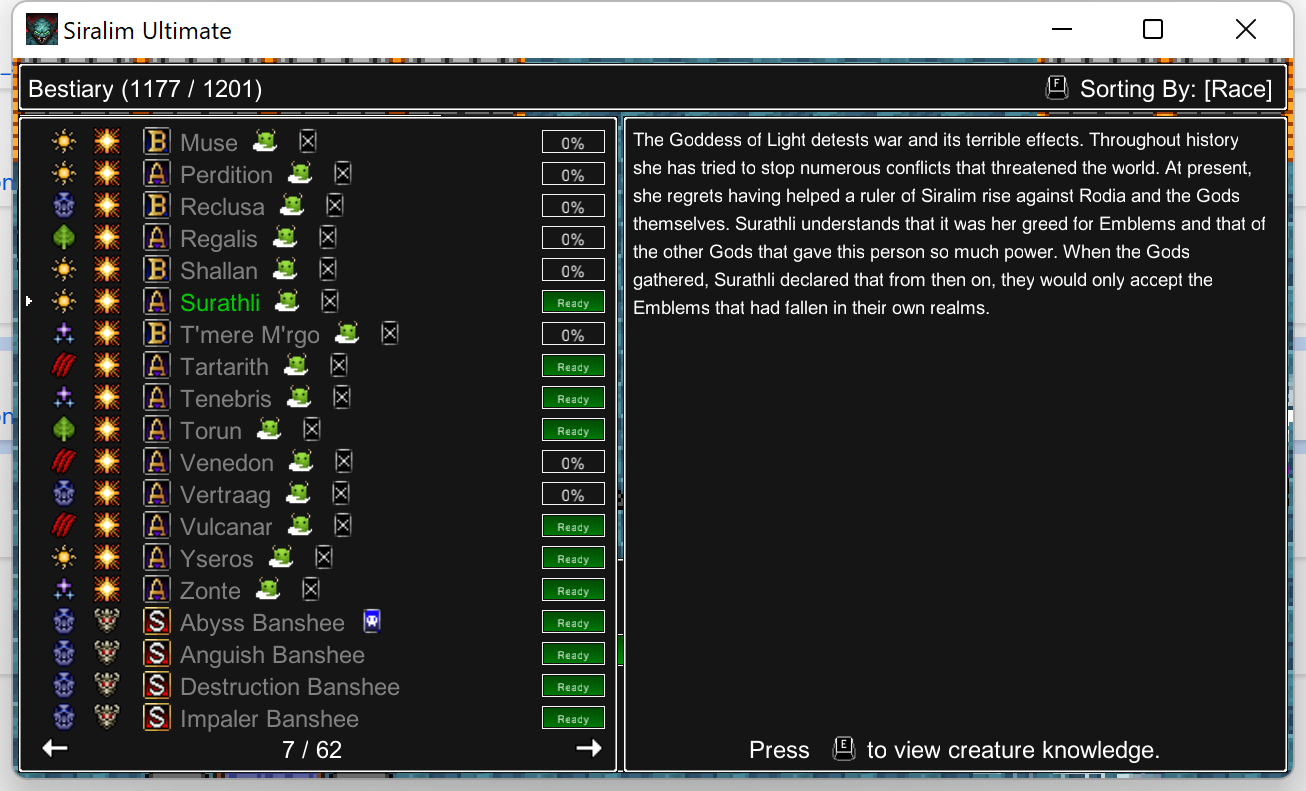 Siralim Ultimate
Bestiary (1177 / 1201)
F Sorting By: [Race]
B Muse 0%
A Perdition 0%
B Reclusa 0%
A Regalis 0%
B Shallan 0%
A Surathli Ready
B T'mere M'rgo 0%
A Tartarith Ready
A Tenebris Ready
A Torun Ready
A Venedon 0%
A Vertraag 0%
A Vulcanar Ready
A Yseros Ready
A Zonte Ready
S Abyss Banshee Ready
S Anguish Banshee Ready
S Destruction Banshee Ready
S Impaler Banshee Ready
7 / 62
The Goddess of Light detests war and its terrible effects. Throughout history
she has tried to stop numerous conflicts that threatened the world. At present,
she regrets having helped a ruler of Siralim rise against Rodia and the Gods
themselves. Surathli understands that it was her greed for Emblems and that of
the other Gods that gave this person so much power. When the Gods
gathered, Surathli declared that from then on, they would only accept the
Emblems that had fallen in their own realms.
Press E to view creature knowledge.